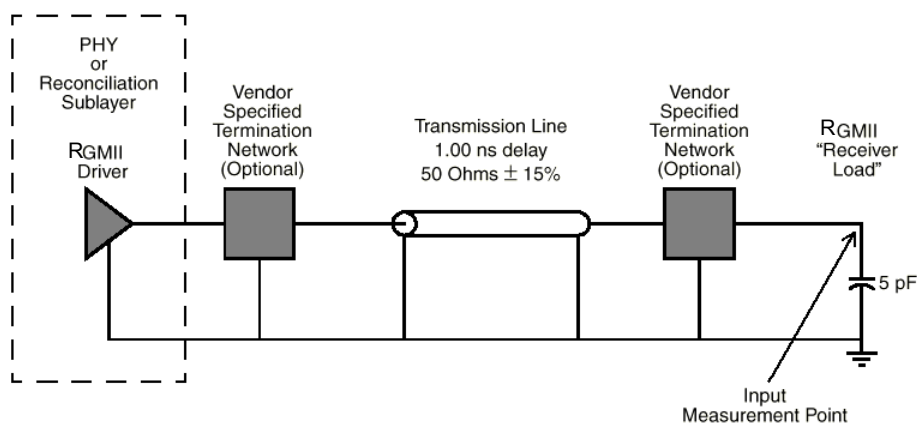 PHY
or
Reconciliation
Sublayer
RGMII
Driver
Vendor
Specified
Termination
Network
(Optional)
Transmission Line
1.00 ns delay
50 Ohms ± 15%
Vendor
Specified
Termination
Network
(Optional)
RGMII
“Receiver
Load”
5 pF
Input
Measurement Point